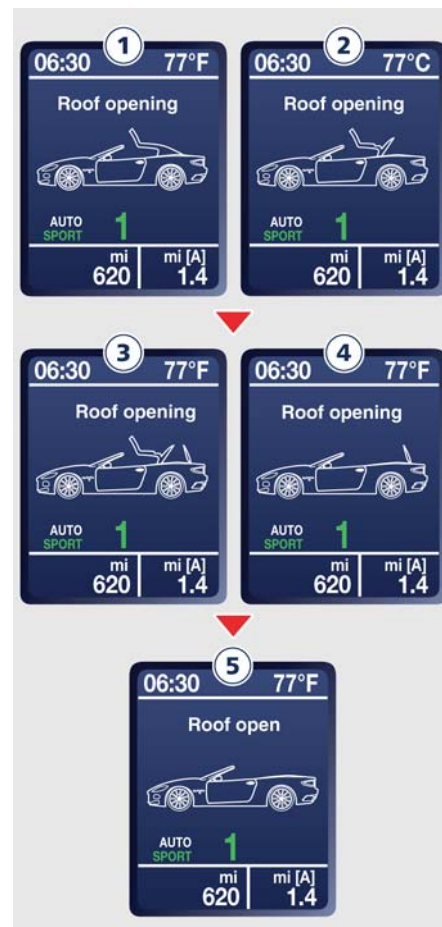 1
06:30 77°F
Roof opening
AUTO
SPORT 1
mi mi [A]
620 1.4
2
06:30 77°C
Roof opening
AUTO
SPORT 1
mi mi [A]
620 1.4
3
06:30 77°F
Roof opening
AUTO
SPORT 1
mi mi [A]
620 1.4
4
06:30 77°F
Roof opening
AUTO
SPORT 1
mi mi [A]
620 1.4
5
06:30 77°F
Roof open
AUTO
SPORT 1
mi mi [A]
620 1.4